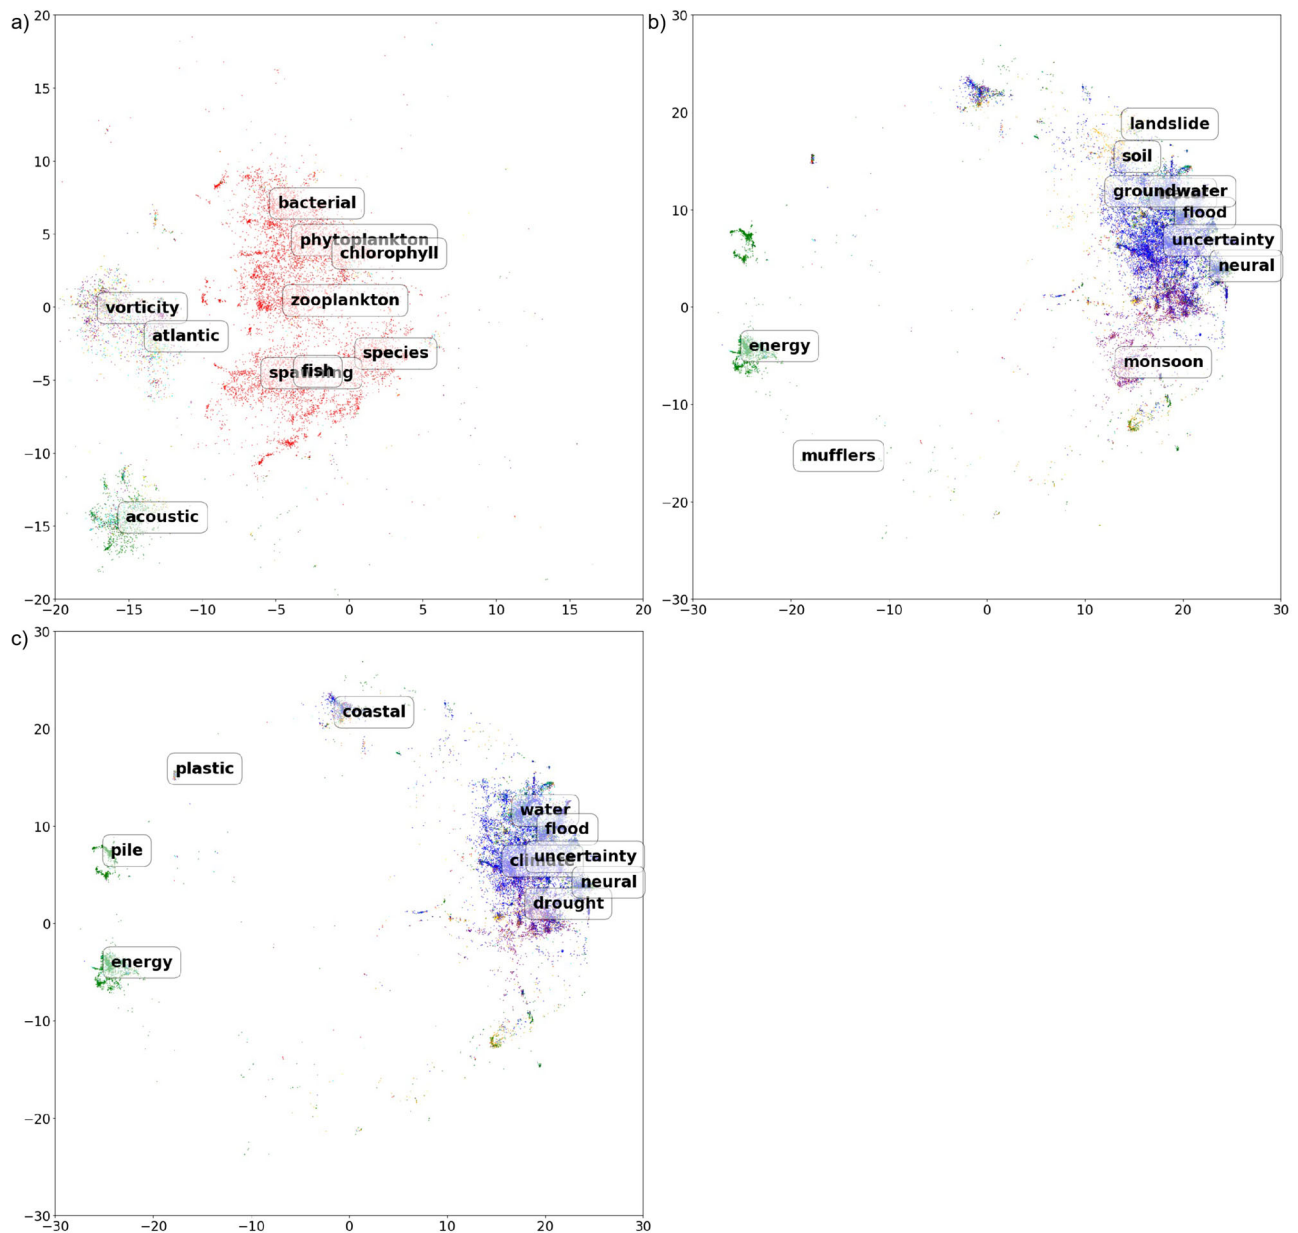 a)
20
15
10
5
0
−5
−10
−15
−20
−20 −15 −10 −5 0 5 10 15 20
bacterial
phytoplankton
chlorophyll
zooplankton
vorticity
atlantic
species
spawning
fish
acoustic
b)
30
20
10
0
−10
−20
−30
−30 −20 −10 0 10 20 30
landslide
soil
groundwater
flood
uncertainty
neural
energy
monsoon
mufflers
c)
30
20
10
0
−10
−20
−30
−30 −20 −10 0 10 20 30
coastal
plastic
water
flood
pile
climate
uncertainty
neural
drought
energy